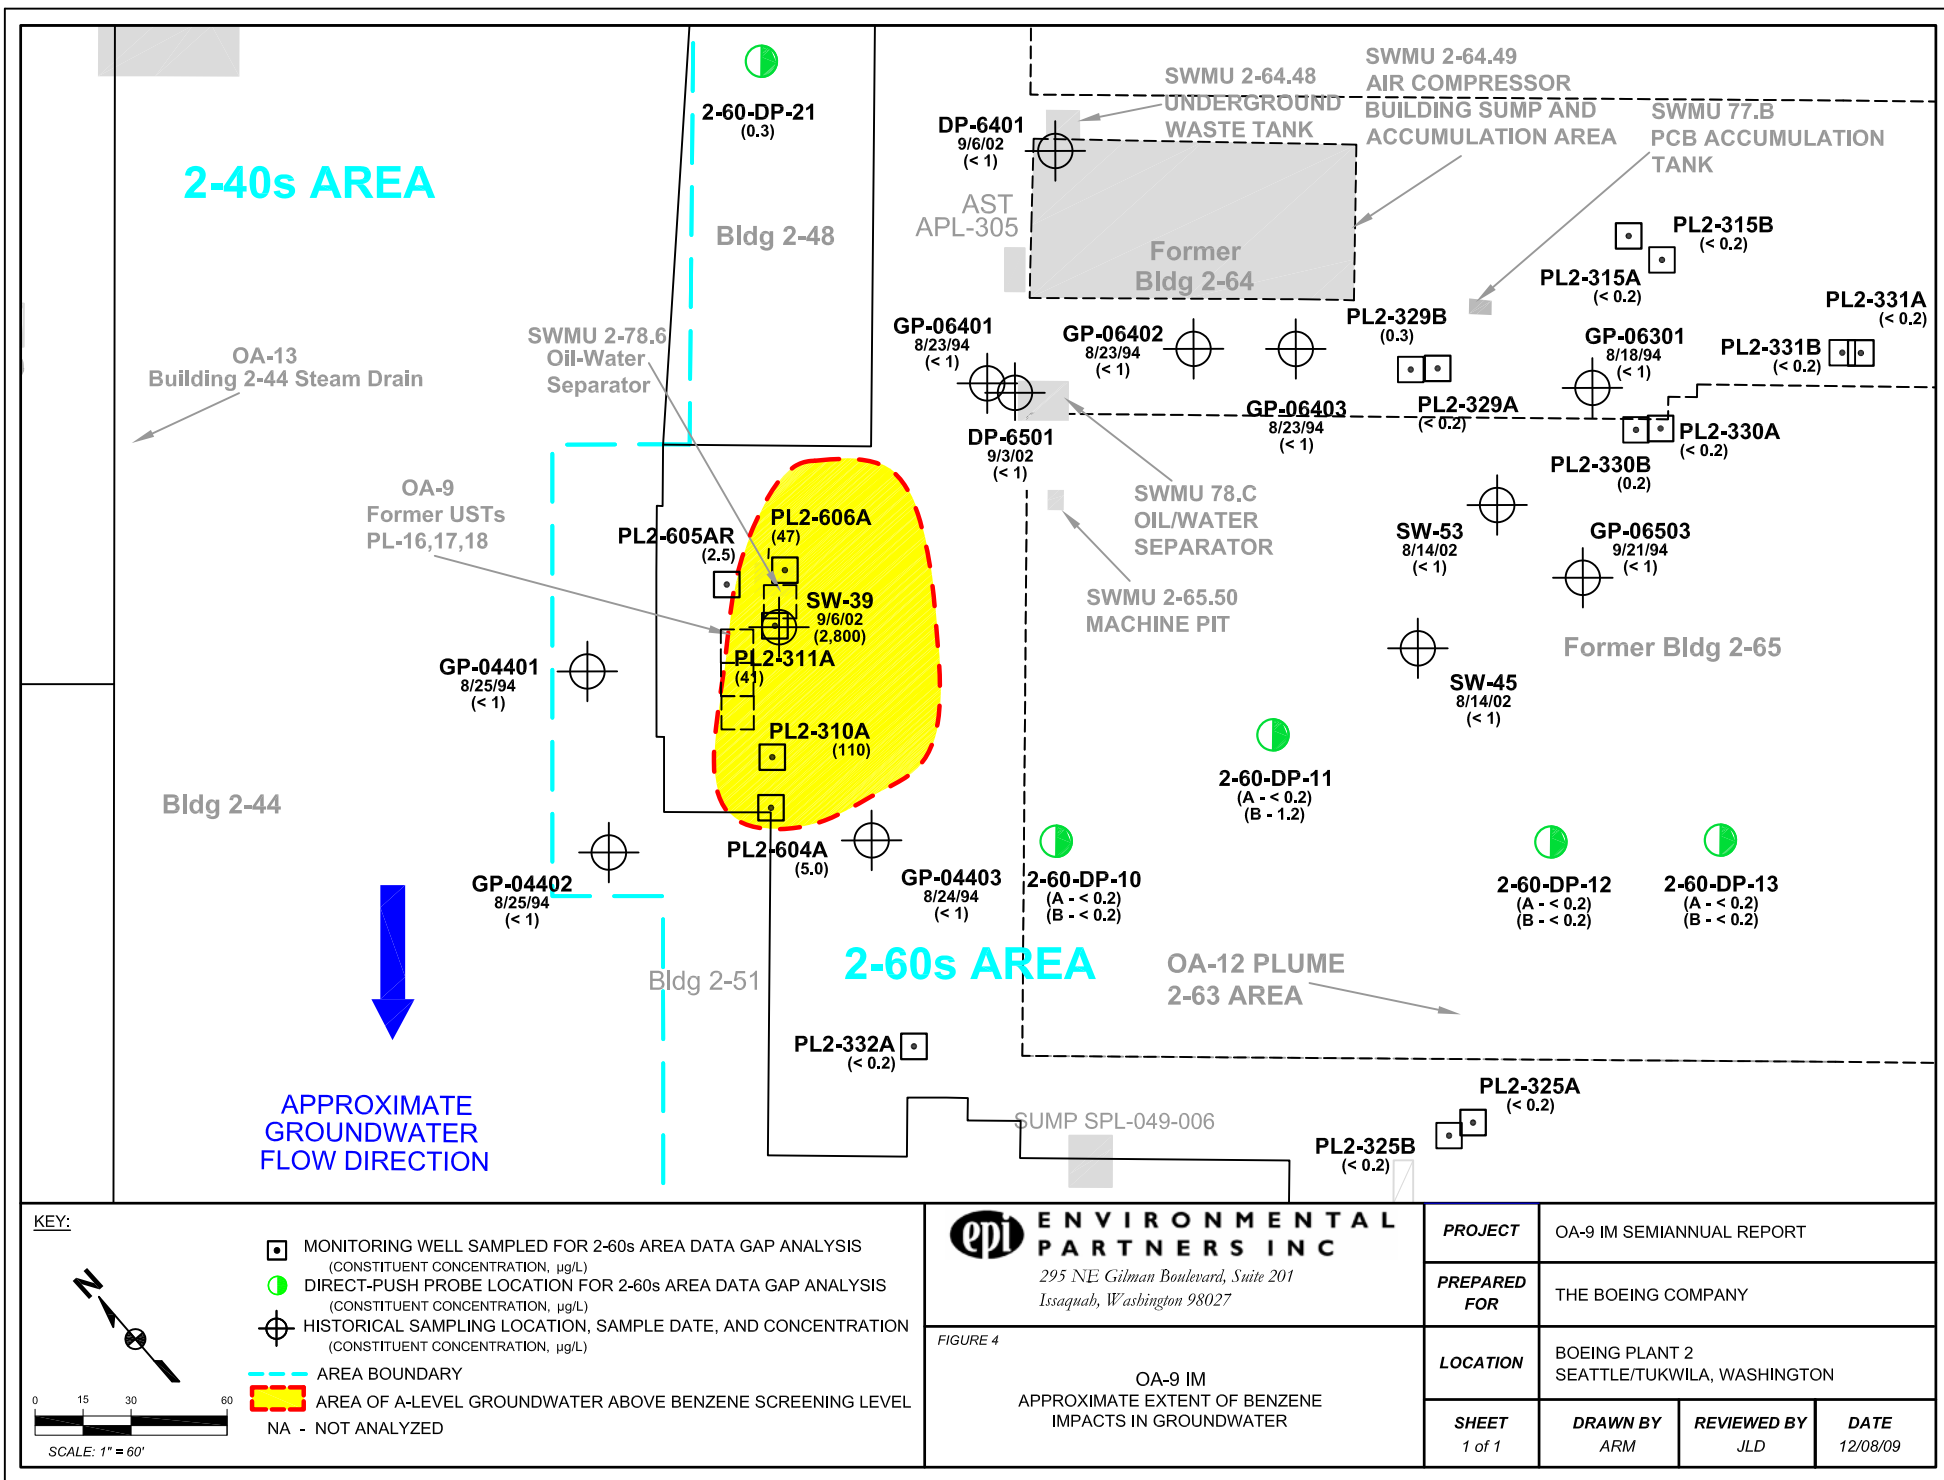 2-60-DP-21
(0.3)
2-40s AREA
Bldg 2-48
DP-6401
9/6/02
(< 1)
SWMU 2-64.48
UNDERGROUND
WASTE TANK
SWMU 2-64.49
AIR COMPRESSOR
BUILDING SUMP AND
ACCUMULATION AREA
SWMU 77.B
PCB ACCUMULATION
TANK
AST
APL-305
Former
Bldg 2-64
PL2-315B
(< 0.2)
PL2-315A
(< 0.2)
PL2-331A
(< 0.2)
PL2-331B
(< 0.2)
GP-06401
8/23/94
(< 1)
GP-06402
8/23/94
(< 1)
PL2-329B
(0.3)
GP-06301
8/18/94
(< 1)
GP-06403
8/23/94
(< 1)
PL2-329A
(< 0.2)
PL2-330A
(< 0.2)
PL2-330B
(0.2)
DP-6501
9/3/02
(< 1)
SWMU 2-78.6
Oil-Water
Separator
OA-13
Building 2-44 Steam Drain
OA-9
Former USTs
PL-16,17,18
PL2-605AR
(2.5)
PL2-606A
(47)
SW-39
9/6/02
(2,800)
PL2-311A
(41)
PL2-310A
(110)
PL2-604A
(5.0)
SWMU 78.C
OIL/WATER
SEPARATOR
SWMU 2-65.50
MACHINE PIT
SW-53
8/14/02
(< 1)
GP-06503
9/21/94
(< 1)
SW-45
8/14/02
(< 1)
Former Bldg 2-65
GP-04401
8/25/94
(< 1)
Bldg 2-44
GP-04402
8/25/94
(< 1)
GP-04403
8/24/94
(< 1)
2-60-DP-11
(A - < 0.2)
(B - 1.2)
2-60-DP-10
(A - < 0.2)
(B - < 0.2)
2-60-DP-12
(A - < 0.2)
(B - < 0.2)
2-60-DP-13
(A - < 0.2)
(B - < 0.2)
2-60s AREA
Bldg 2-51
OA-12 PLUME
2-63 AREA
PL2-332A
(< 0.2)
APPROXIMATE
GROUNDWATER
FLOW DIRECTION
SUMP SPL-049-006
PL2-325A
(< 0.2)
PL2-325B
(< 0.2)
KEY:
N
MONITORING WELL SAMPLED FOR 2-60s AREA DATA GAP ANALYSIS
(CONSTITUENT CONCENTRATION, µg/L)
DIRECT-PUSH PROBE LOCATION FOR 2-60s AREA DATA GAP ANALYSIS
(CONSTITUENT CONCENTRATION, µg/L)
HISTORICAL SAMPLING LOCATION, SAMPLE DATE, AND CONCENTRATION
(CONSTITUENT CONCENTRATION, µg/L)
AREA BOUNDARY
AREA OF A-LEVEL GROUNDWATER ABOVE BENZENE SCREENING LEVEL
NA - NOT ANALYZED
0 15 30 60
SCALE: 1" = 60'
epi ENVIRONMENTAL
PARTNERS INC
295 NE Gilman Boulevard, Suite 201
Issaquah, Washington 98027
FIGURE 4
OA-9 IM
APPROXIMATE EXTENT OF BENZENE
IMPACTS IN GROUNDWATER
PROJECT OA-9 IM SEMIANNUAL REPORT
PREPARED
FOR
THE BOEING COMPANY
LOCATION
BOEING PLANT 2
SEATTLE/TUKWILA, WASHINGTON
SHEET
1 of 1
DRAWN BY
ARM
REVIEWED BY
JLD
DATE
12/08/09